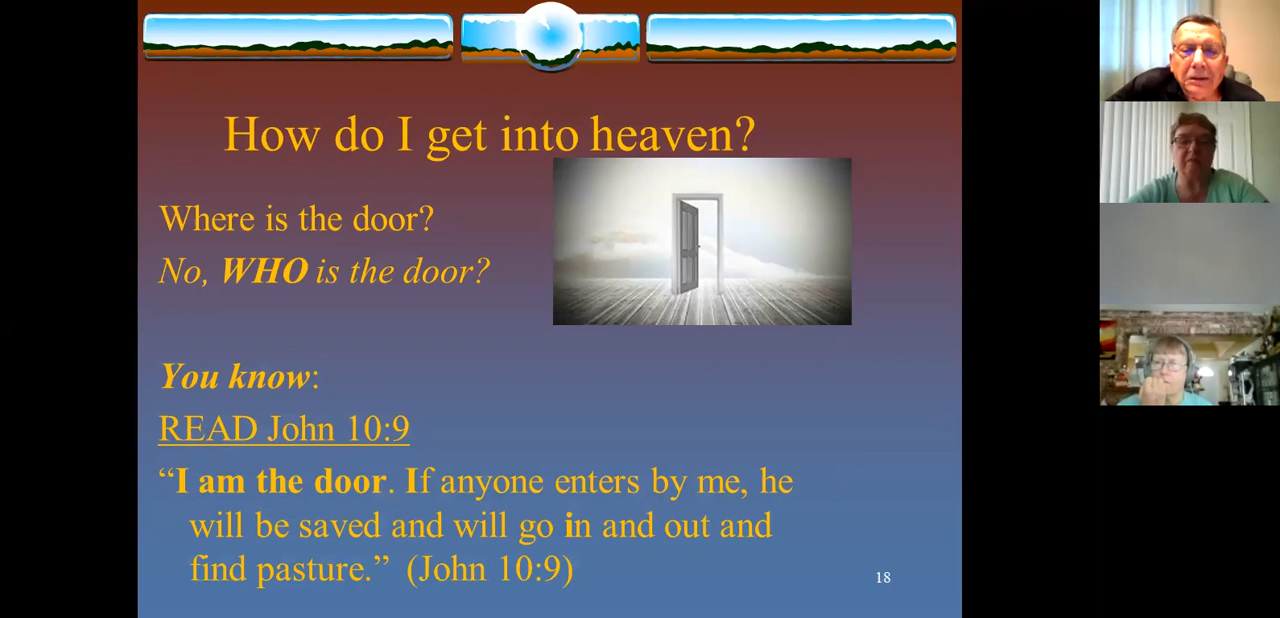 How do I get into heaven?
Where is the door?
No, WHO is the door?
You know:
READ John 10:9
“I am the door. If anyone enters by me, he
will be saved and will go in and out and
find pasture.” (John 10:9)
18